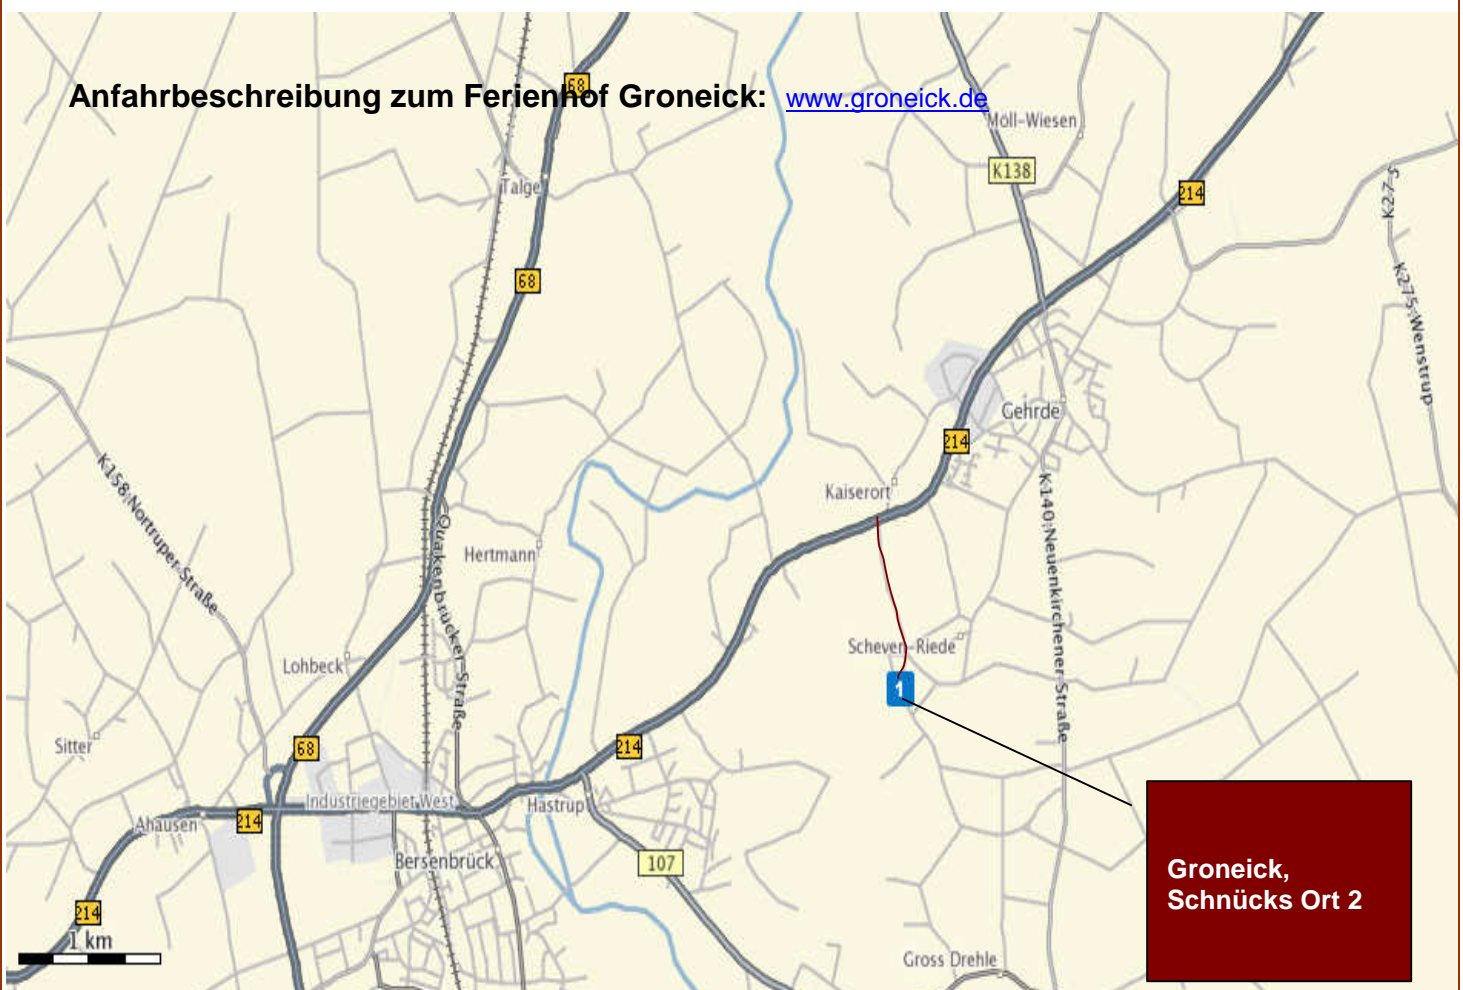 68
Anfahrbeschreibung zum Ferienhof Groneick: www.groneick.de
Möll-Wiesen
K138
Talge
214
K27 5
68
K275 Wenstrup
Gehrde
214
K158 Nortruper Straße
Kaiserort
K140 Neuenkirchener Straße
Quakenbrücker Straße
Hertmann
Lohbeck
Scheven-Riede
1
Sitter
68
214
Industriegebiet West
Hastrup
Ahausen
214
Bersenbrück
107
Groneick,
Schnücks Ort 2
214
1 km
Gross Drehle